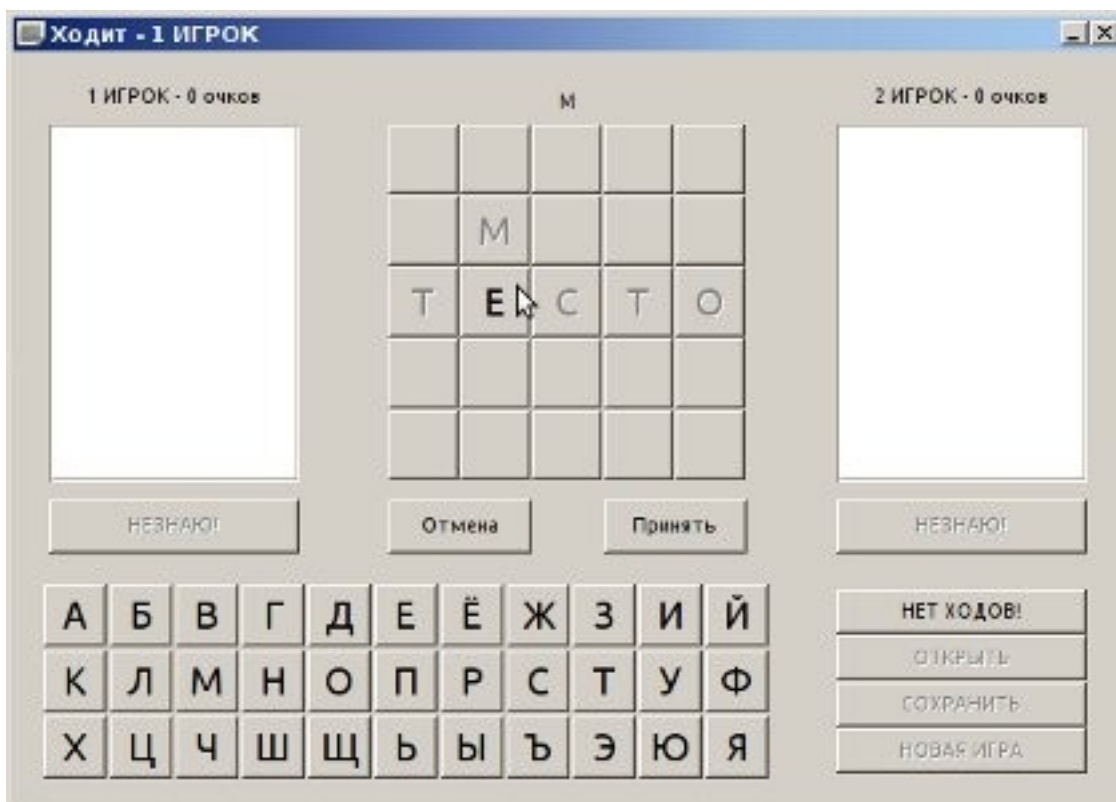 Ходит - 1 ИГРОК
1 ИГРОК - 0 очков
М
2 ИГРОК - 0 очков
М
Т Е С Т О
НЕЗНАЮ!
Отмена
Принять
НЕЗНАЮ!
А Б В Г Д Е Ё Ж З И Й
К Л М Н О П Р С Т У Ф
Х Ц Ч Ш Щ Ь Ы Ъ Э Ю Я
НЕТ ХОДОВ!
ОТКРЫТЬ
СОХРАНИТЬ
НОВАЯ ИГРА